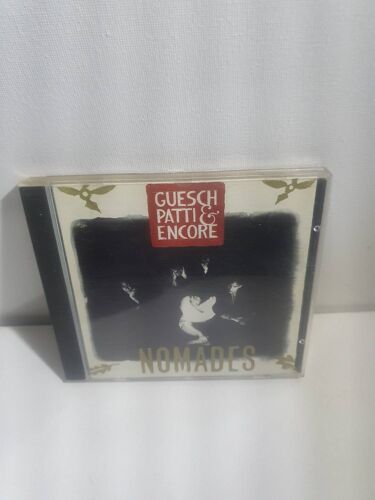 GUESCH
PATTI &
ENCORE
NOMADES